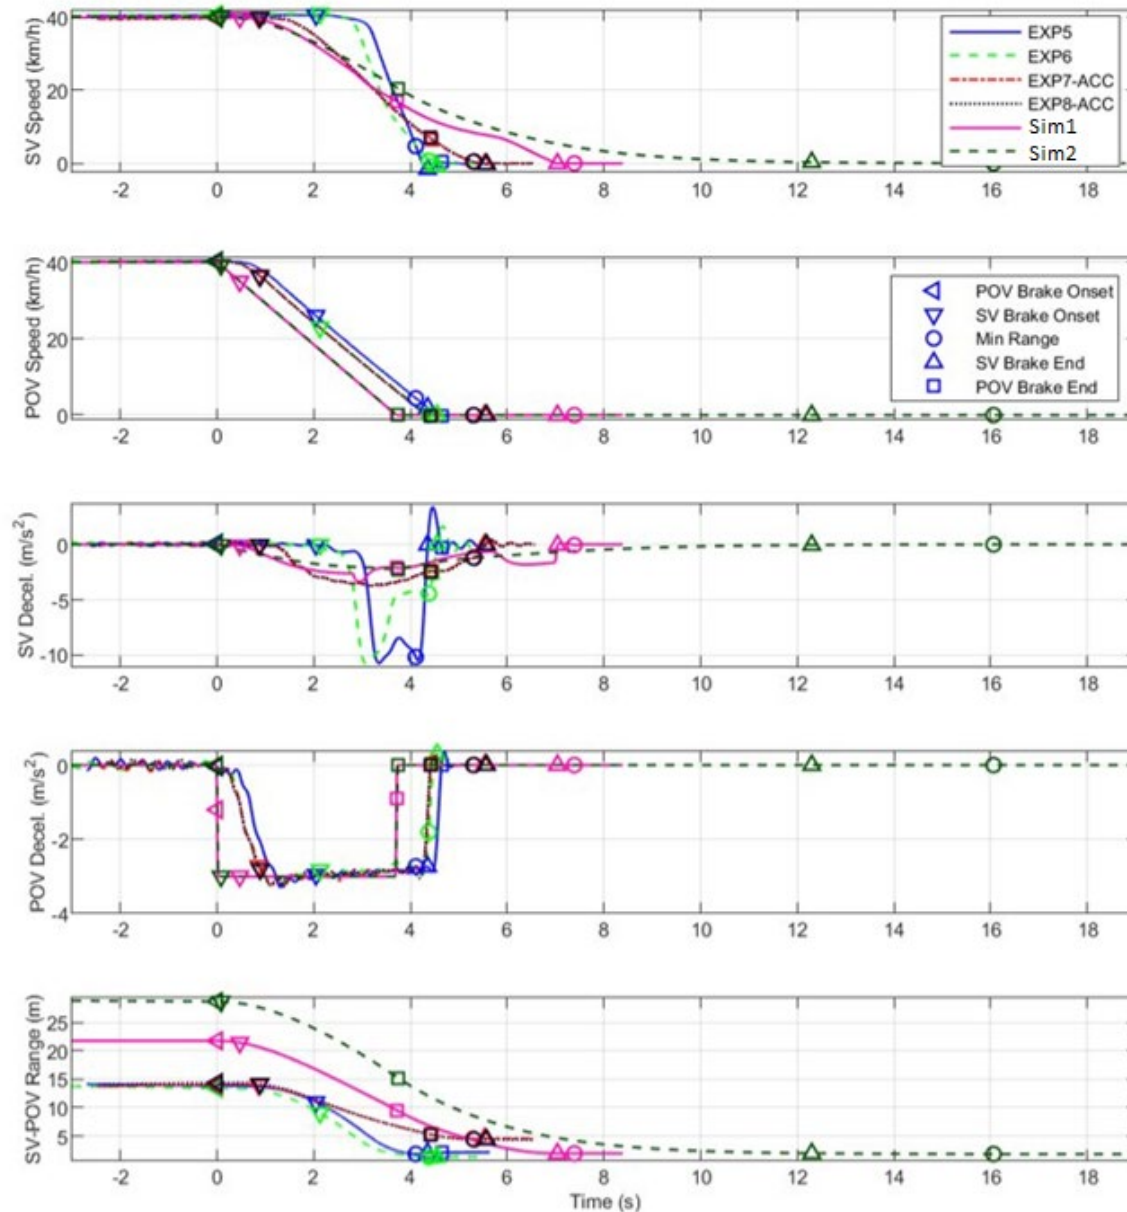 SV Speed (km/h)
40
20
0
-2 0 2 4 6 8 10 12 14 16 18
EXP5
EXP6
EXP7-ACC
EXP8-ACC
Sim1
Sim2
POV Speed (km/h)
40
20
0
-2 0 2 4 6 8 10 12 14 16 18
POV Brake Onset
SV Brake Onset
Min Range
SV Brake End
POV Brake End
SV Decel. (m/s²)
0
-5
-10
-2 0 2 4 6 8 10 12 14 16 18
POV Decel. (m/s²)
0
-2
-4
-2 0 2 4 6 8 10 12 14 16 18
SV-POV Range (m)
25
20
15
10
5
-2 0 2 4 6 8 10 12 14 16 18
Time (s)